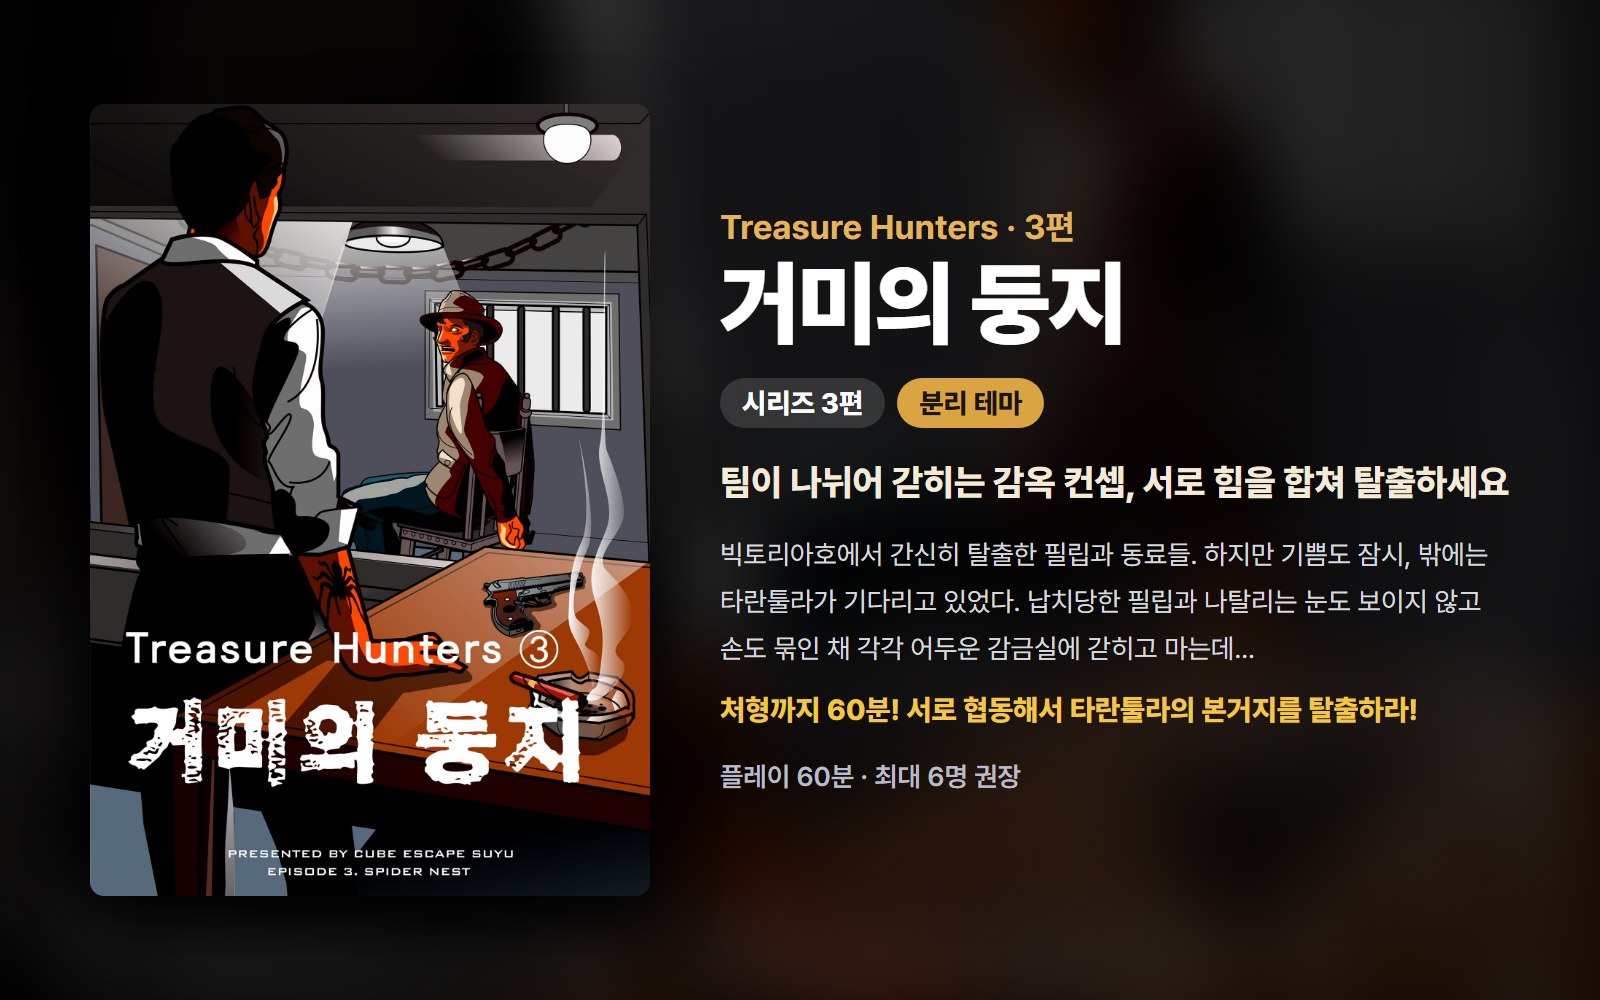 Treasure Hunters ③
거미의 둥지
PRESENTED BY CUBE ESCAPE SUYU
EPISODE 3. SPIDER NEST
Treasure Hunters · 3편
거미의 둥지
시리즈 3편
분리 테마
팀이 나뉘어 갇히는 감옥 컨셉, 서로 힘을 합쳐 탈출하세요
빅토리아호에서 간신히 탈출한 필립과 동료들. 하지만 기쁨도 잠시, 밖에는
타란툴라가 기다리고 있었다. 납치당한 필립과 나탈리는 눈도 보이지 않고
손도 묶인 채 각각 어두운 감금실에 갇히고 마는데...
처형까지 60분! 서로 협동해서 타란툴라의 본거지를 탈출하라!
플레이 60분 · 최대 6명 권장